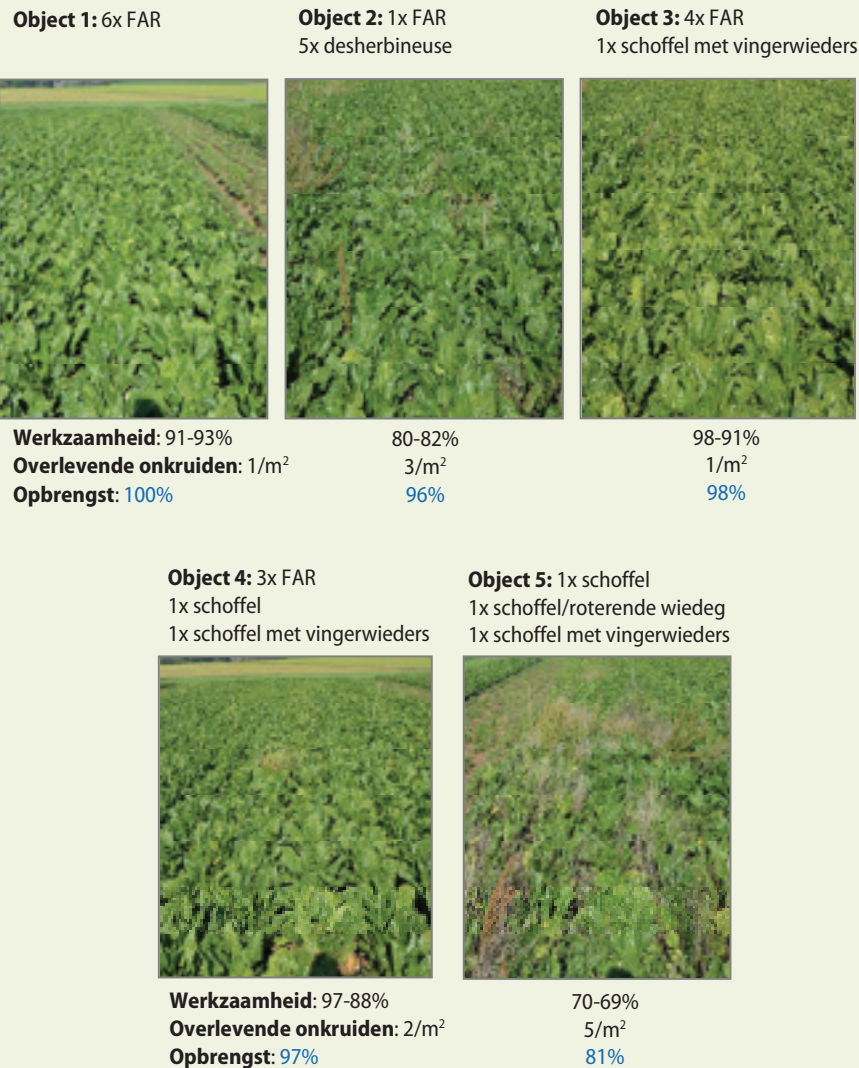 Object 1: 6x FAR
Object 2: 1x FAR
5x desherbineuse
Object 3: 4x FAR
1x schoffel met vingerwieders
Werkzaamheid: 91-93%
Overlevende onkruiden: 1/m²
Opbrengst: 100%
80-82%
3/m²
96%
98-91%
1/m²
98%
Object 4: 3x FAR
1x schoffel
1x schoffel met vingerwieders
Object 5: 1x schoffel
1x schoffel/roterende wiedeg
1x schoffel met vingerwieders
Werkzaamheid: 97-88%
Overlevende onkruiden: 2/m²
Opbrengst: 97%
70-69%
5/m²
81%